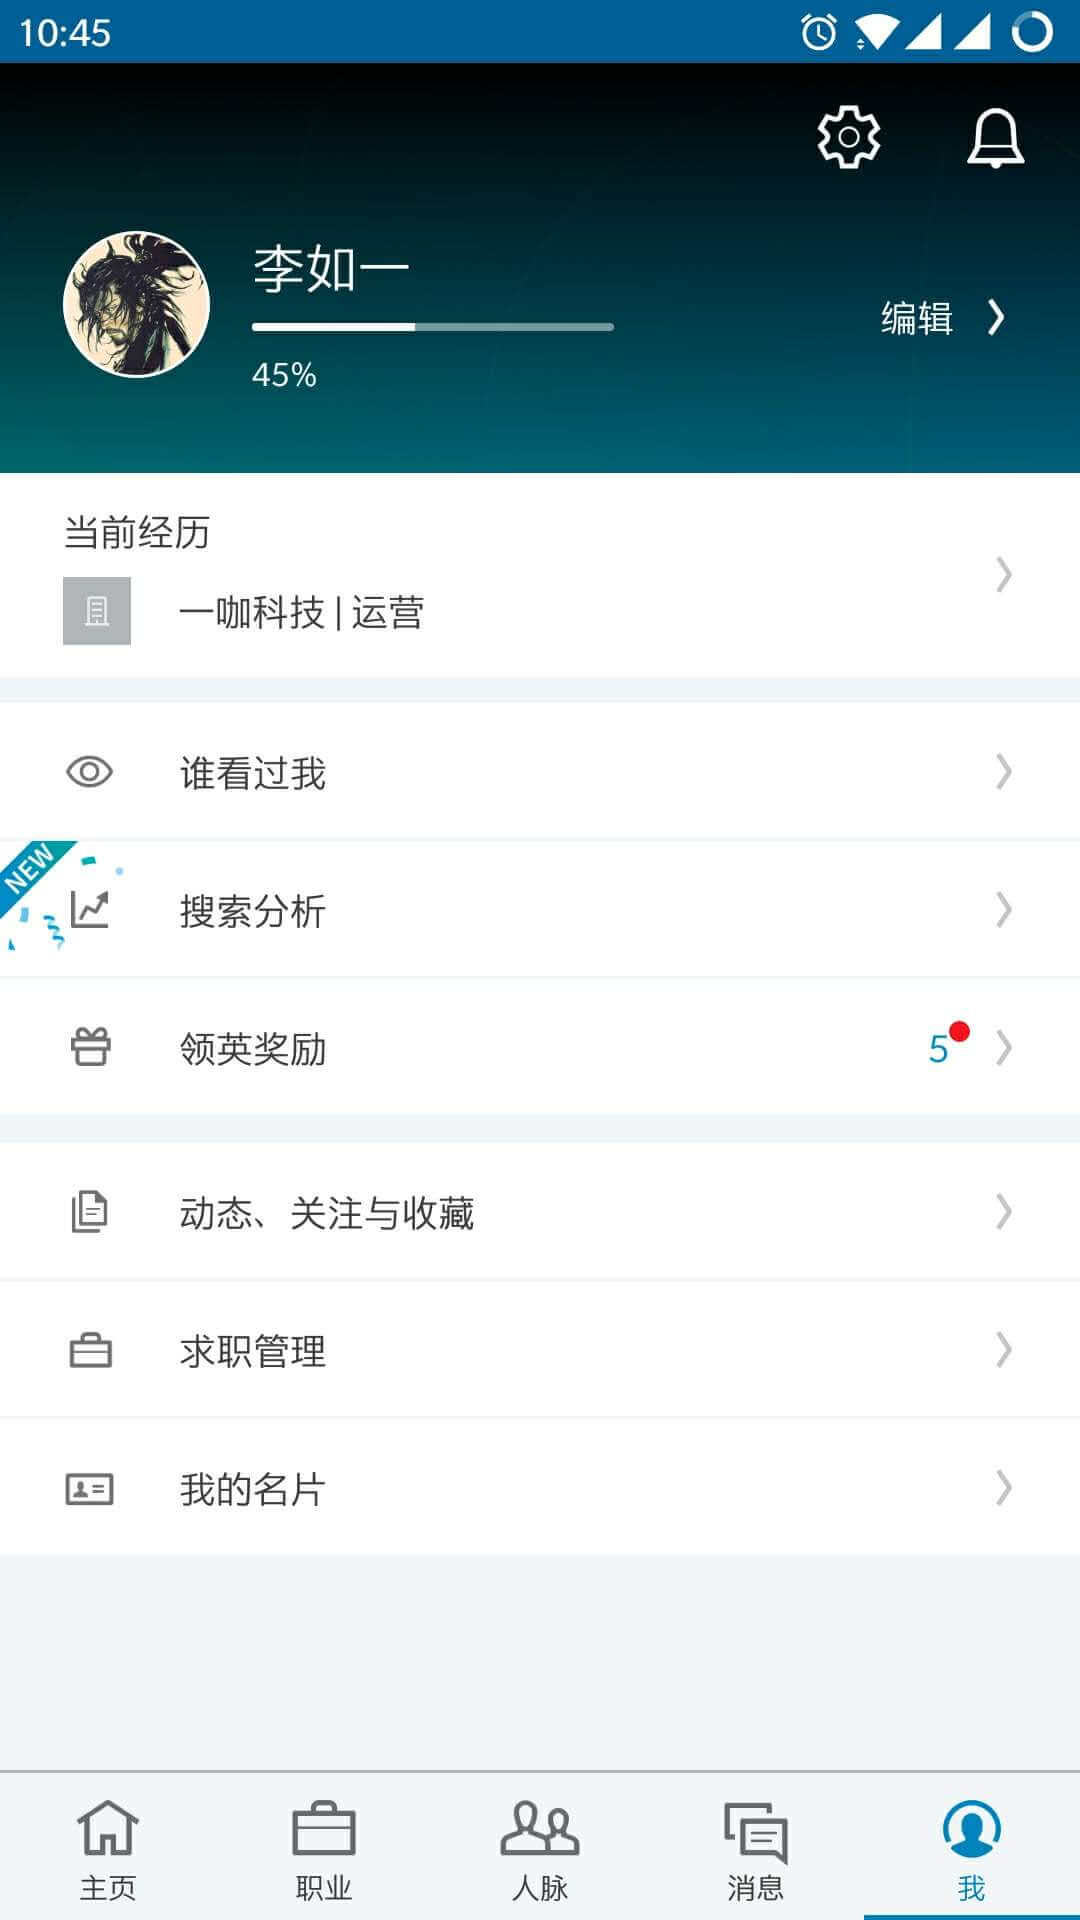 10:45
李如一
45%
编辑
当前经历
一咖科技 | 运营
谁看过我
NEW
搜索分析
领英奖励
5
动态、关注与收藏
求职管理
我的名片
主页
职业
人脉
消息
我